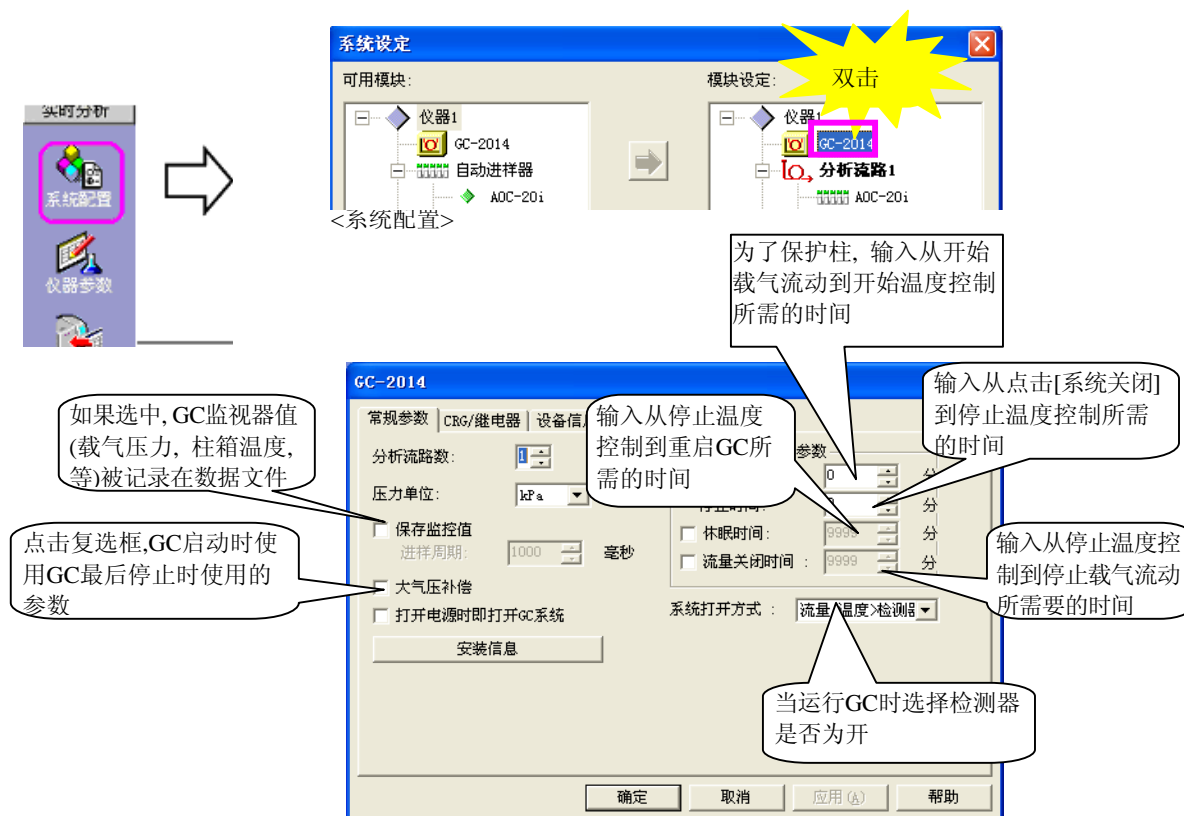 系统设定
可用模块:
模块设定:
双击
仪器1
GC-2014
自动进样器
AOC-20i
仪器1
GC-2014
分析流路1
AOC-20i
实时分析
系统配置
仪器参数
<系统配置>
为了保护柱, 输入从开始
载气流动到开始温度控制
所需的时间
GC-2014
输入从点击[系统关闭]
到停止温度控制所需
的时间
如果选中, GC监视器值
(载气压力, 柱箱温度,
等)被记录在数据文件
输入从停止温度
控制到重启GC所
需的时间
常规参数
CRG/继电器
设备信
分析流路数:
1
参数
0
分
压力单位:
kPa
分
保存监控值
休眠时间:
9999
分
进样周期:
1000
毫秒
流量关闭时间 :
9999
分
点击复选框,GC启动时使
用GC最后停止时使用的
参数
输入从停止温度控
制到停止载气流动
所需要的时间
大气压补偿
打开电源时即打开GC系统
系统打开方式 :
安装信息
当运行GC时选择检测器
是否为开
确定
取消
应用(A)
帮助